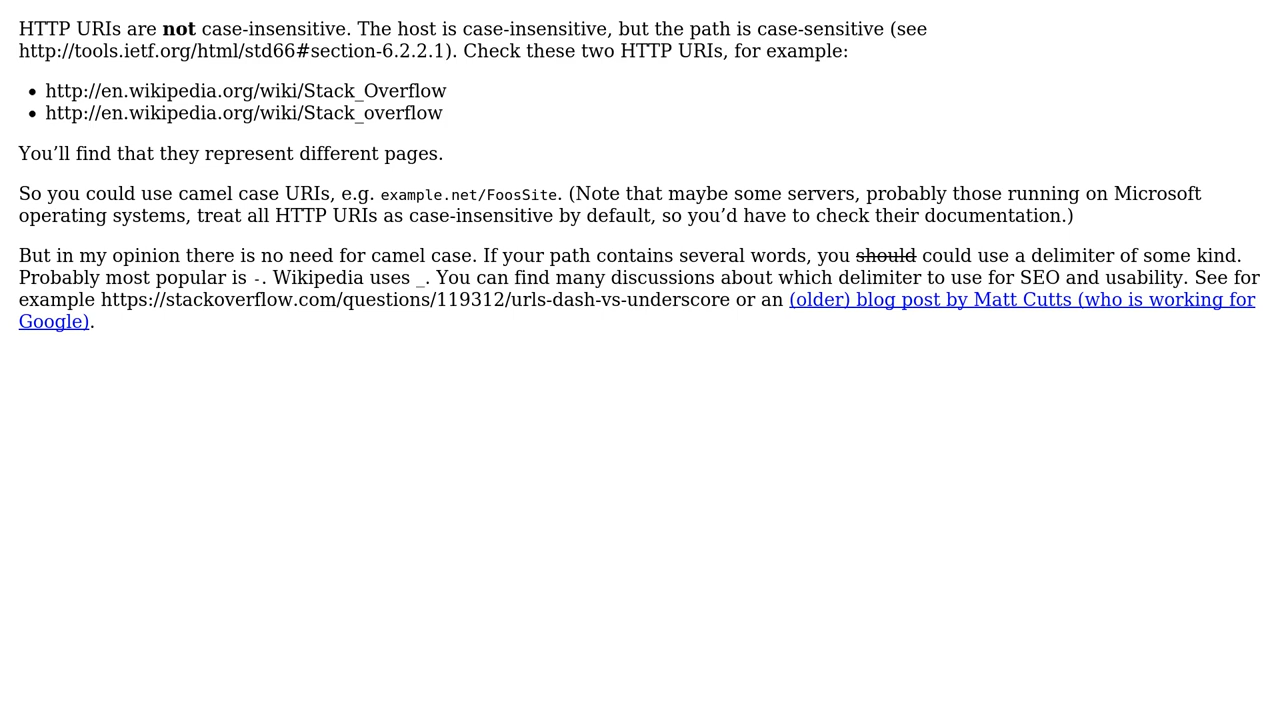 HTTP URIs are not case-insensitive. The host is case-insensitive, but the path is case-sensitive (see
http://tools.ietf.org/html/std66#section-6.2.2.1). Check these two HTTP URIs, for example:
• http://en.wikipedia.org/wiki/Stack_Overflow
• http://en.wikipedia.org/wiki/Stack_overflow
You’ll find that they represent different pages.
So you could use camel case URIs, e.g. example.net/FoosSite. (Note that maybe some servers, probably those running on Microsoft
operating systems, treat all HTTP URIs as case-insensitive by default, so you’d have to check their documentation.)
But in my opinion there is no need for camel case. If your path contains several words, you should could use a delimiter of some kind.
Probably most popular is -. Wikipedia uses _. You can find many discussions about which delimiter to use for SEO and usability. See for
example https://stackoverflow.com/questions/119312/urls-dash-vs-underscore or an (older) blog post by Matt Cutts (who is working for
Google).